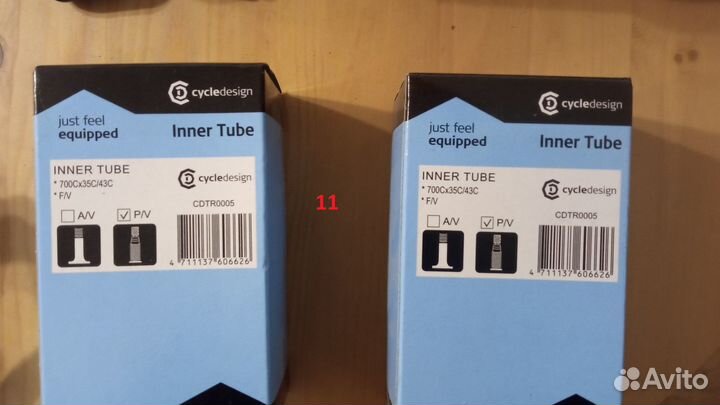 cycledesign
just feel
equipped
Inner Tube
INNER TUBE
* 700Cx35C/43C
* F/V
cycledesign
CDTR0005
A/V P/V
4 711137 606626
11
cycledesign
just feel
equipped
Inner Tube
INNER TUBE
* 700Cx35C/43C
* F/V
cycledesign
CDTR0005
A/V P/V
4 711137 606626
Avito